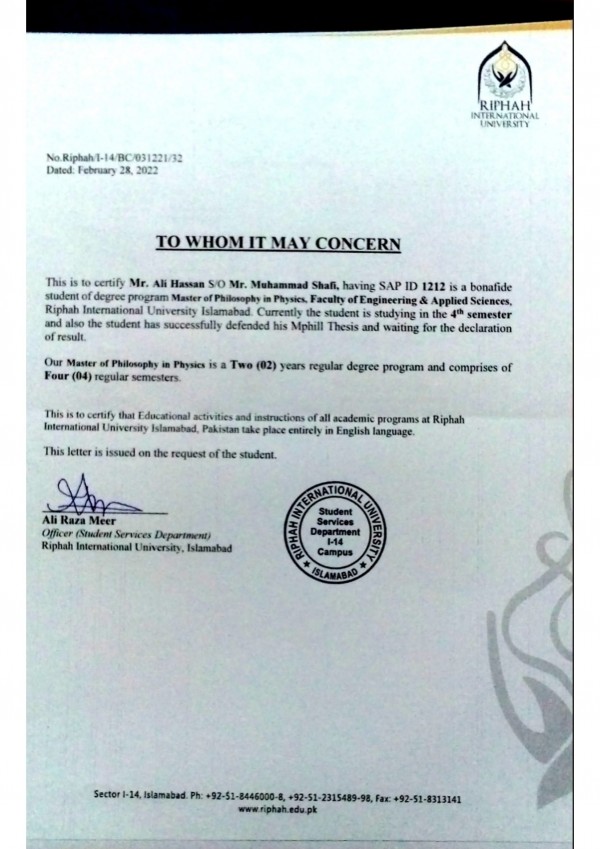 RIPHAH
INTERNATIONAL
UNIVERSITY
No.Riphah/I-14/BC/031221/32
Dated: February 28, 2022
TO WHOM IT MAY CONCERN
This is to certify Mr. Ali Hassan S/O Mr. Muhammad Shafi, having SAP ID 1212 is a bonafide
student of degree program Master of Philosophy in Physics, Faculty of Engineering & Applied Sciences,
Riphah International University Islamabad. Currently the student is studying in the 4th semester
and also the student has successfully defended his Mphill Thesis and waiting for the declaration
of result.
Our Master of Philosophy in Physics is a Two (02) years regular degree program and comprises of
Four (04) regular semesters.
This is to certify that Educational activities and instructions of all academic programs at Riphah
International University Islamabad, Pakistan take place entirely in English language.
This letter is issued on the request of the student.
Ali Raza Meer
Officer (Student Services Department)
Riphah International University, Islamabad
RIPHAH INTERNATIONAL UNIVERSITY
Student
Services
Department
I-14
Campus
★ ISLAMABAD ★
Sector I-14, Islamabad. Ph: +92-51-8446000-8, +92-51-2315489-98, Fax: +92-51-8313141
www.riphah.edu.pk